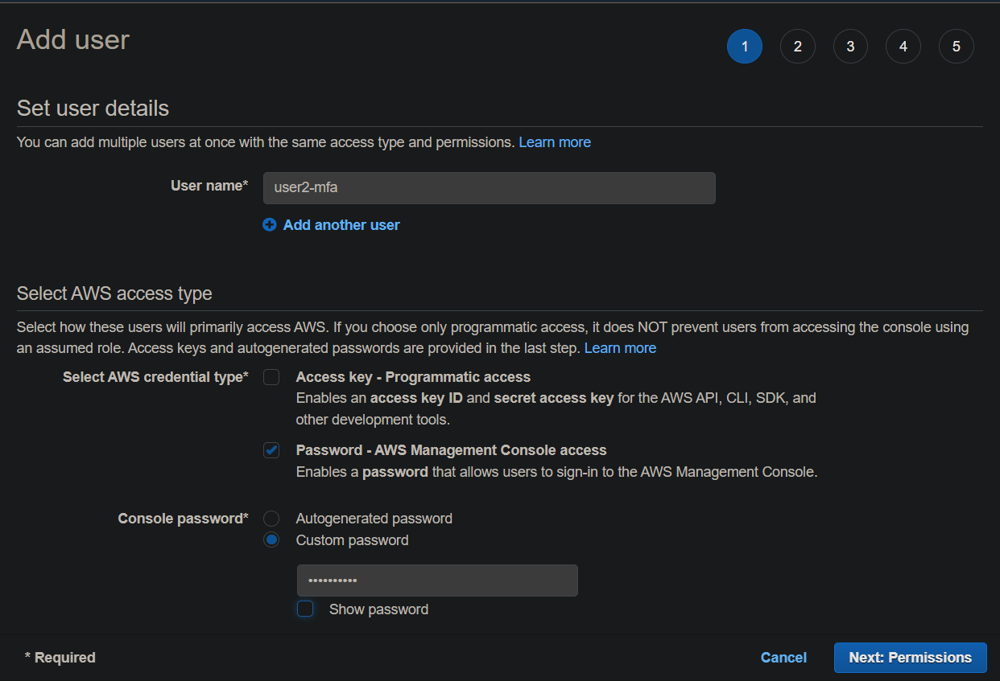 Add user
1 2 3 4 5
Set user details
You can add multiple users at once with the same access type and permissions. Learn more
User name* user2-mfa
Add another user
Select AWS access type
Select how these users will primarily access AWS. If you choose only programmatic access, it does NOT prevent users from accessing the console using
an assumed role. Access keys and autogenerated passwords are provided in the last step. Learn more
Select AWS credential type* Access key - Programmatic access
Enables an access key ID and secret access key for the AWS API, CLI, SDK, and
other development tools.
Password - AWS Management Console access
Enables a password that allows users to sign-in to the AWS Management Console.
Console password* Autogenerated password
Custom password
••••••••••
Show password
* Required Cancel Next: Permissions